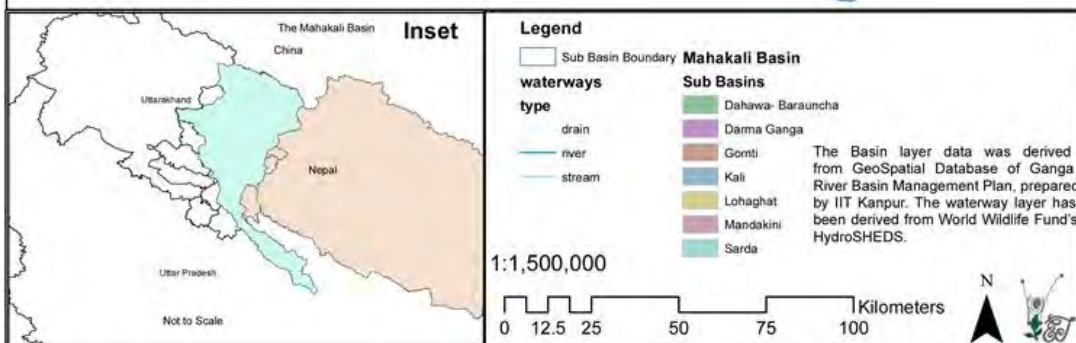 The Mahakali Basin
Inset
China
Uttarakhand
Nepal
Uttar Pradesh
Not to Scale
Legend
Sub Basin Boundary
waterways
type
drain
river
stream
Mahakali Basin
Sub Basins
Dahawa- Barauncha
Darma Ganga
Gomti
Kali
Lohaghat
Mandakini
Sarda
The Basin layer data was derived
from GeoSpatial Database of Ganga
River Basin Management Plan, prepared
by IIT Kanpur. The waterway layer has
been derived from World Wildlife Fund's
HydroSHEDS.
1:1,500,000
Kilometers
0 12.5 25 50 75 100
N